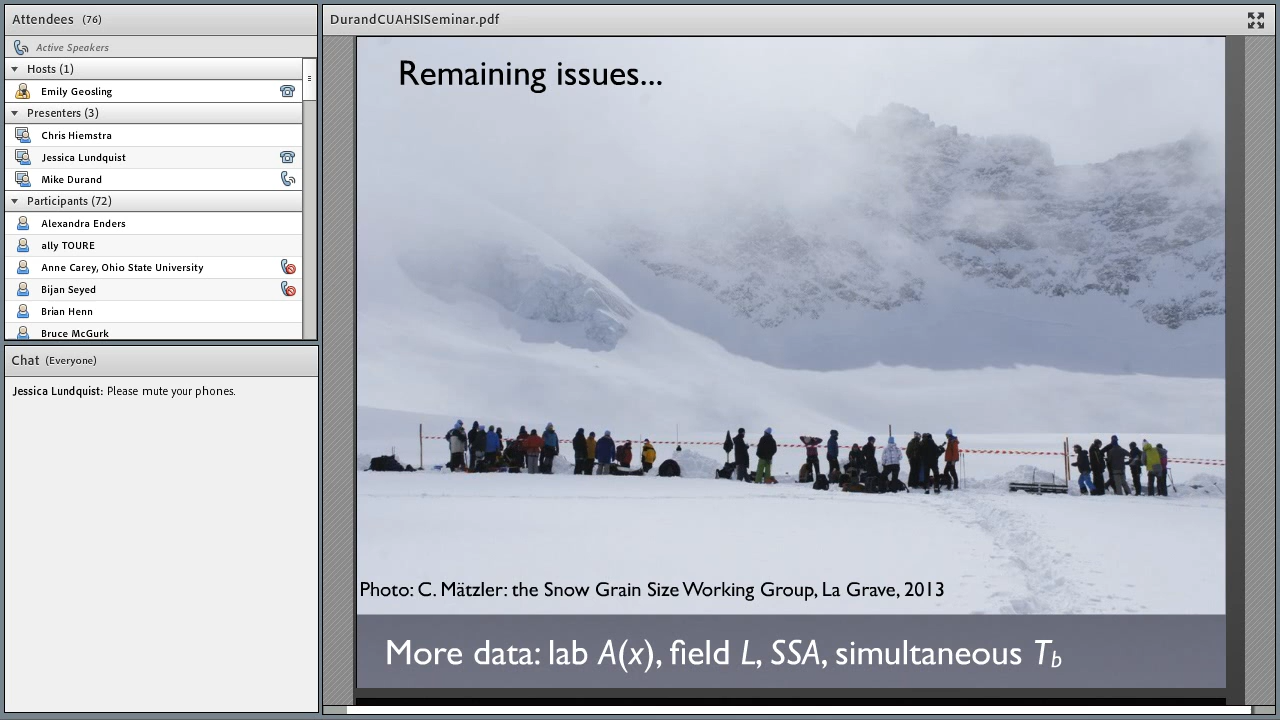 Attendees (76)
Active Speakers
Hosts (1)
Emily Geosling
Presenters (3)
Chris Hiemstra
Jessica Lundquist
Mike Durand
Participants (72)
Alexandra Enders
ally TOURE
Anne Carey, Ohio State University
Bijan Seyed
Brian Henn
Bruce McGurk
Chat (Everyone)
Jessica Lundquist: Please mute your phones.
DurandCUAHSISeminar.pdf
Remaining issues...
Photo: C. Mätzler: the Snow Grain Size Working Group, La Grave, 2013
More data: lab A(x), field L, SSA, simultaneous Tb